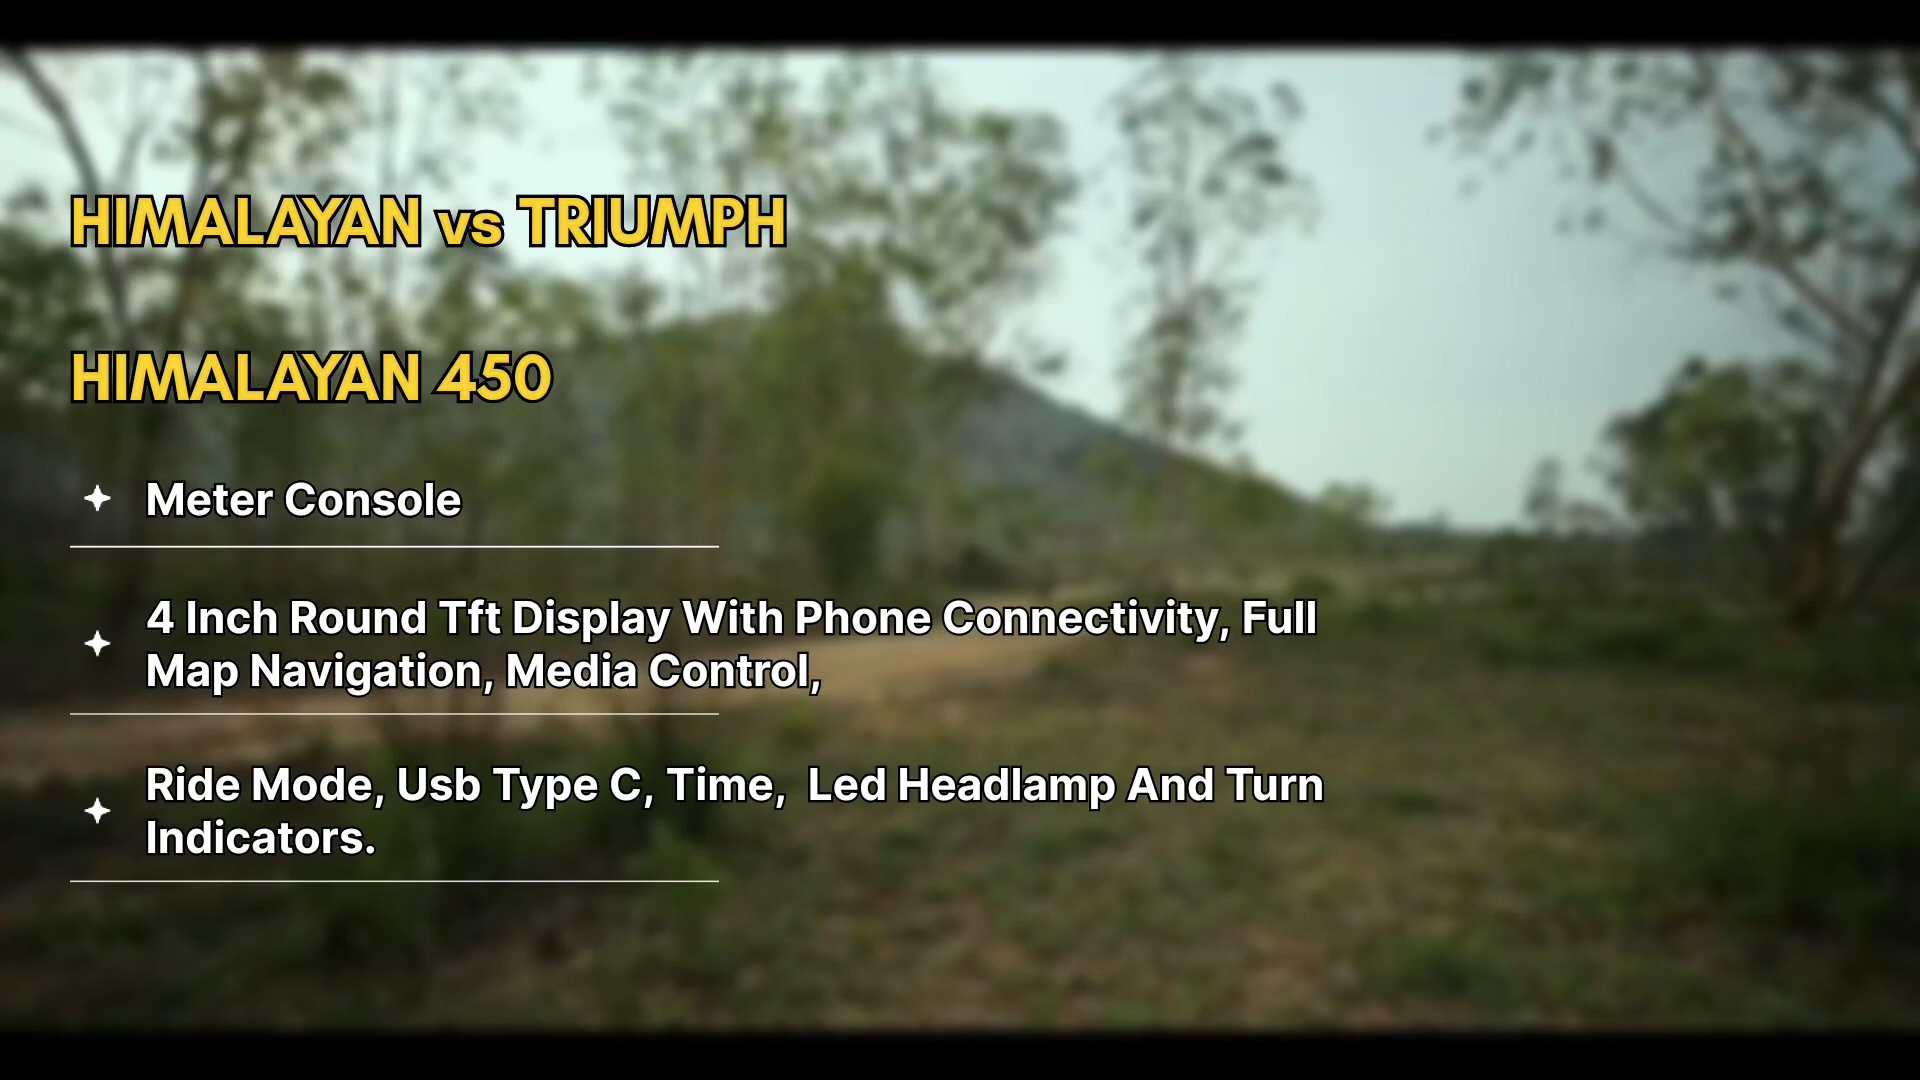 HIMALAYAN vs TRIUMPH
HIMALAYAN 450
Meter Console
4 Inch Round Tft Display With Phone Connectivity, Full
Map Navigation, Media Control,
Ride Mode, Usb Type C, Time,  Led Headlamp And Turn
Indicators.